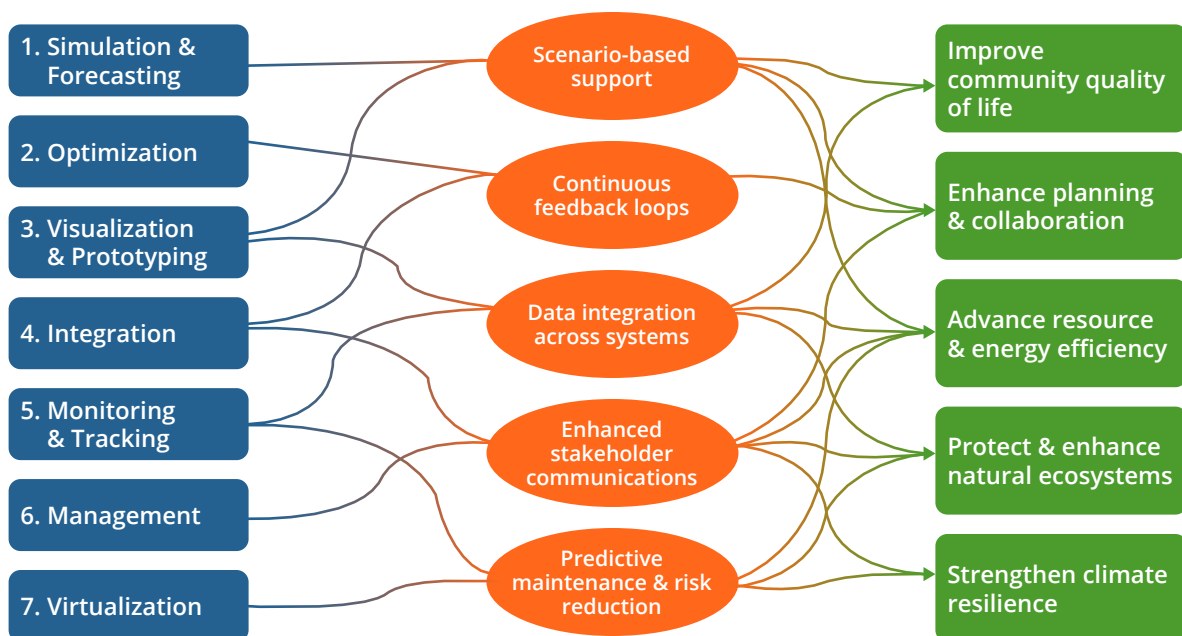 1. Simulation &
Forecasting
2. Optimization
3. Visualization
& Prototyping
4. Integration
5. Monitoring
& Tracking
6. Management
7. Virtualization
Scenario-based
support
Continuous
feedback loops
Data integration
across systems
Enhanced
stakeholder
communications
Predictive
maintenance & risk
reduction
Improve
community quality
of life
Enhance planning
& collaboration
Advance resource
& energy efficiency
Protect & enhance
natural ecosystems
Strengthen climate
resilience